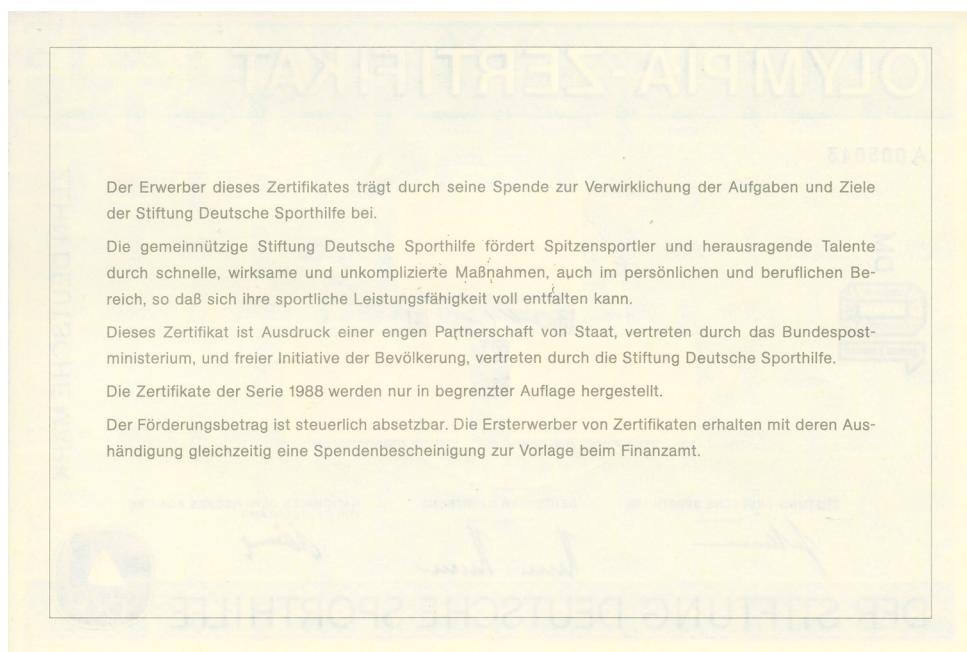 Der Erwerber dieses Zertifikates trägt durch seine Spende zur Verwirklichung der Aufgaben und Ziele
der Stiftung Deutsche Sporthilfe bei.
Die gemeinnützige Stiftung Deutsche Sporthilfe fördert Spitzensportler und herausragende Talente
durch schnelle, wirksame und unkomplizierte Maßnahmen, auch im persönlichen und beruflichen Be-
reich, so daß sich ihre sportliche Leistungsfähigkeit voll entfalten kann.
Dieses Zertifikat ist Ausdruck einer engen Partnerschaft von Staat, vertreten durch das Bundespost-
ministerium, und freier Initiative der Bevölkerung, vertreten durch die Stiftung Deutsche Sporthilfe.
Die Zertifikate der Serie 1988 werden nur in begrenzter Auflage hergestellt.
Der Förderungsbetrag ist steuerlich absetzbar. Die Ersterwerber von Zertifikaten erhalten mit deren Aus-
händigung gleichzeitig eine Spendenbescheinigung zur Vorlage beim Finanzamt.